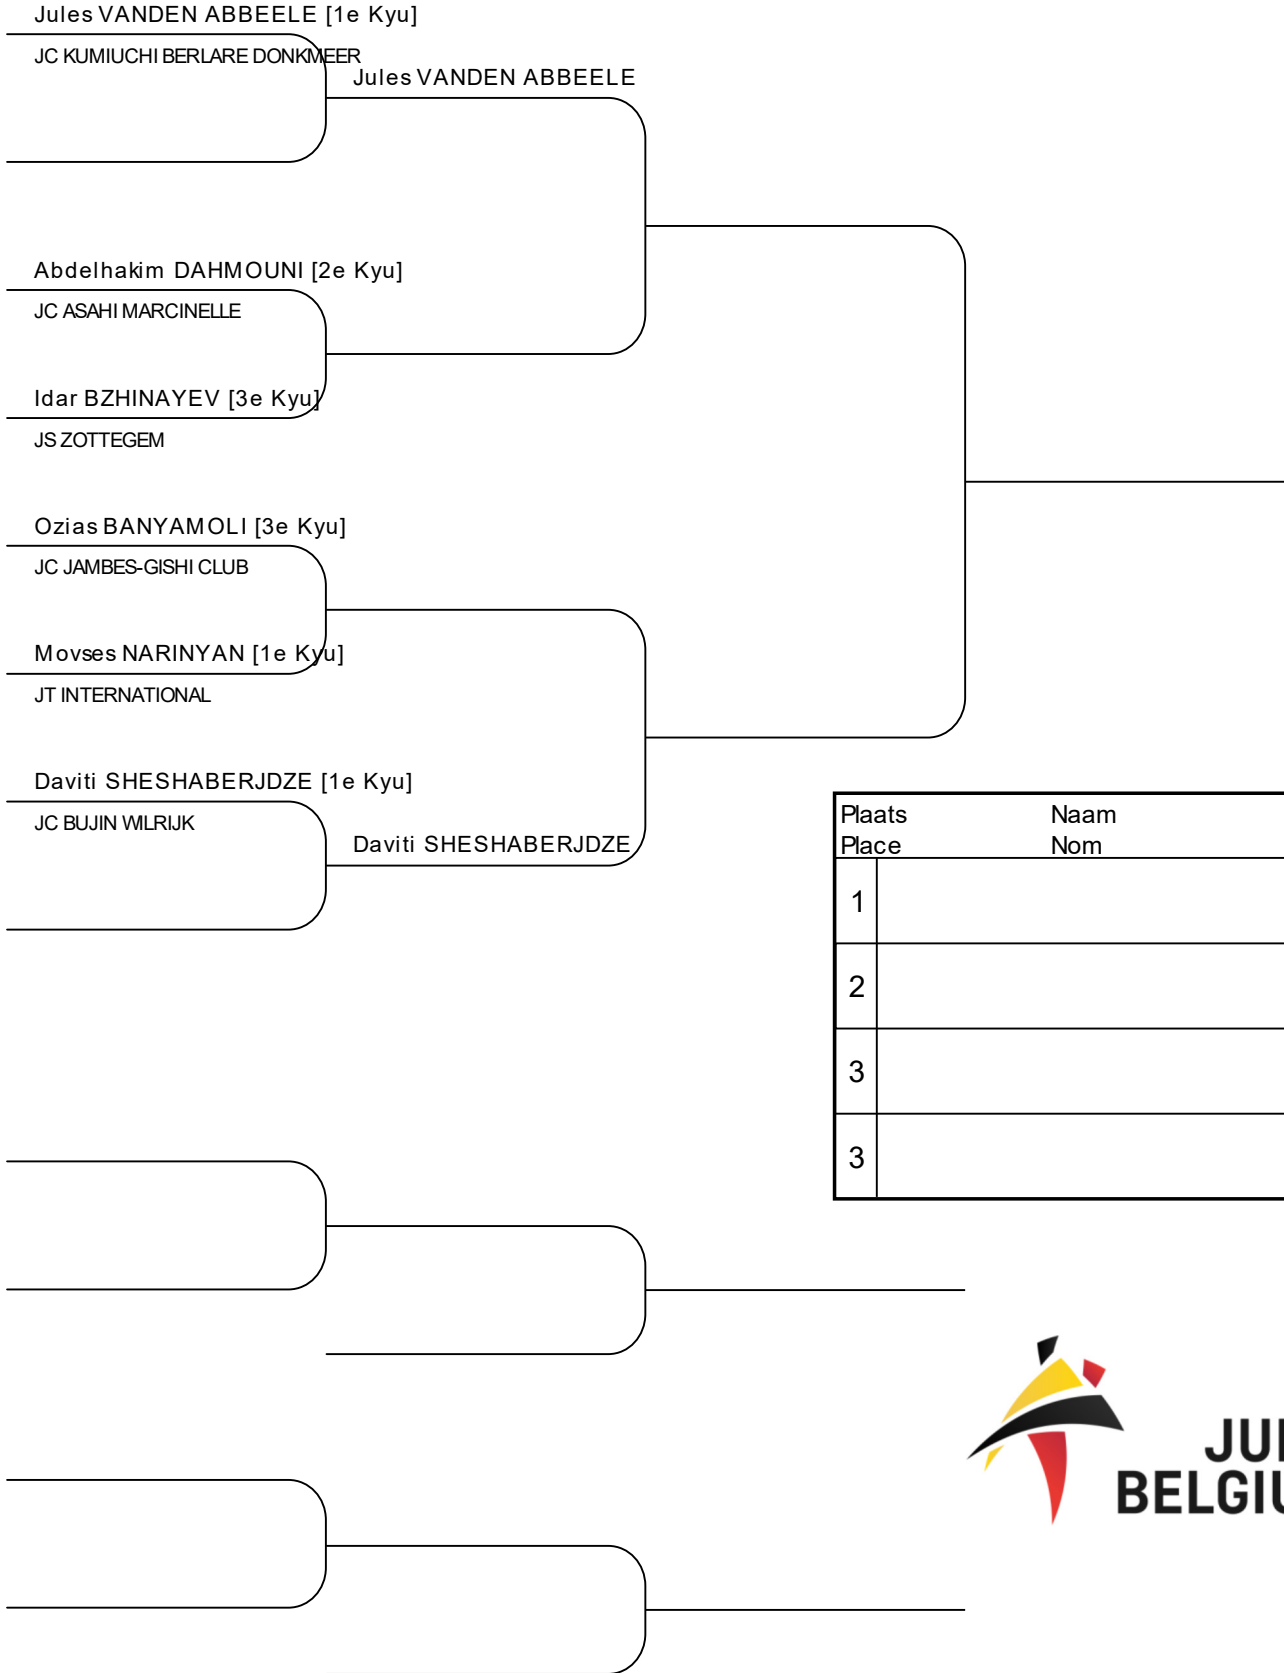 Jules VANDEN ABBEELE [1e Kyu]
JC KUMIUCHI BERLARE DONKMEER
Jules VANDEN ABBEELE
Abdelhakim DAHMOUNI [2e Kyu]
JC ASAHI MARCINELLE
Idar BZHINAYEV [3e Kyu]
JS ZOTTEGEM
Ozias BANYAMOLI [3e Kyu]
JC JAMBES-GISHI CLUB
Movses NARINYAN [1e Kyu]
JT INTERNATIONAL
Daviti SHESHABERJDZE [1e Kyu]
JC BUJIN WILRIJK
Daviti SHESHABERJDZE
Plaats Naam
Place Nom
1
2
3
3